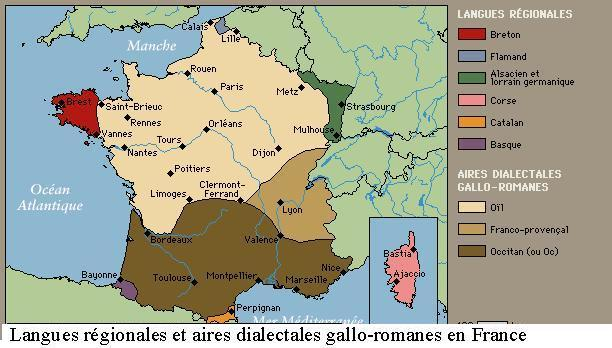 Calais
Lille
Manche
Rouen
Paris
Metz
Strasbourg
Brest
Saint-Brieuc
Rennes
Orléans
Mulhouse
Vannes
Nantes
Tours
Dijon
Poitiers
Océan
Atlantique
Limoges
Clermont-
Ferrand
Lyon
Bordeaux
Valence
Bayonne
Toulouse
Montpellier
Nice
Marseille
Perpignan
Mer Méditerranée
Bastia
Ajaccio
LANGUES RÉGIONALES
Breton
Flamand
Alsacien et
lorrain germanique
Corse
Catalan
Basque
AIRES DIALECTALES
GALLO-ROMANES
Oïl
Franco-provençal
Occitan (ou Oc)
Langues régionales et aires dialectales gallo-romanes en France